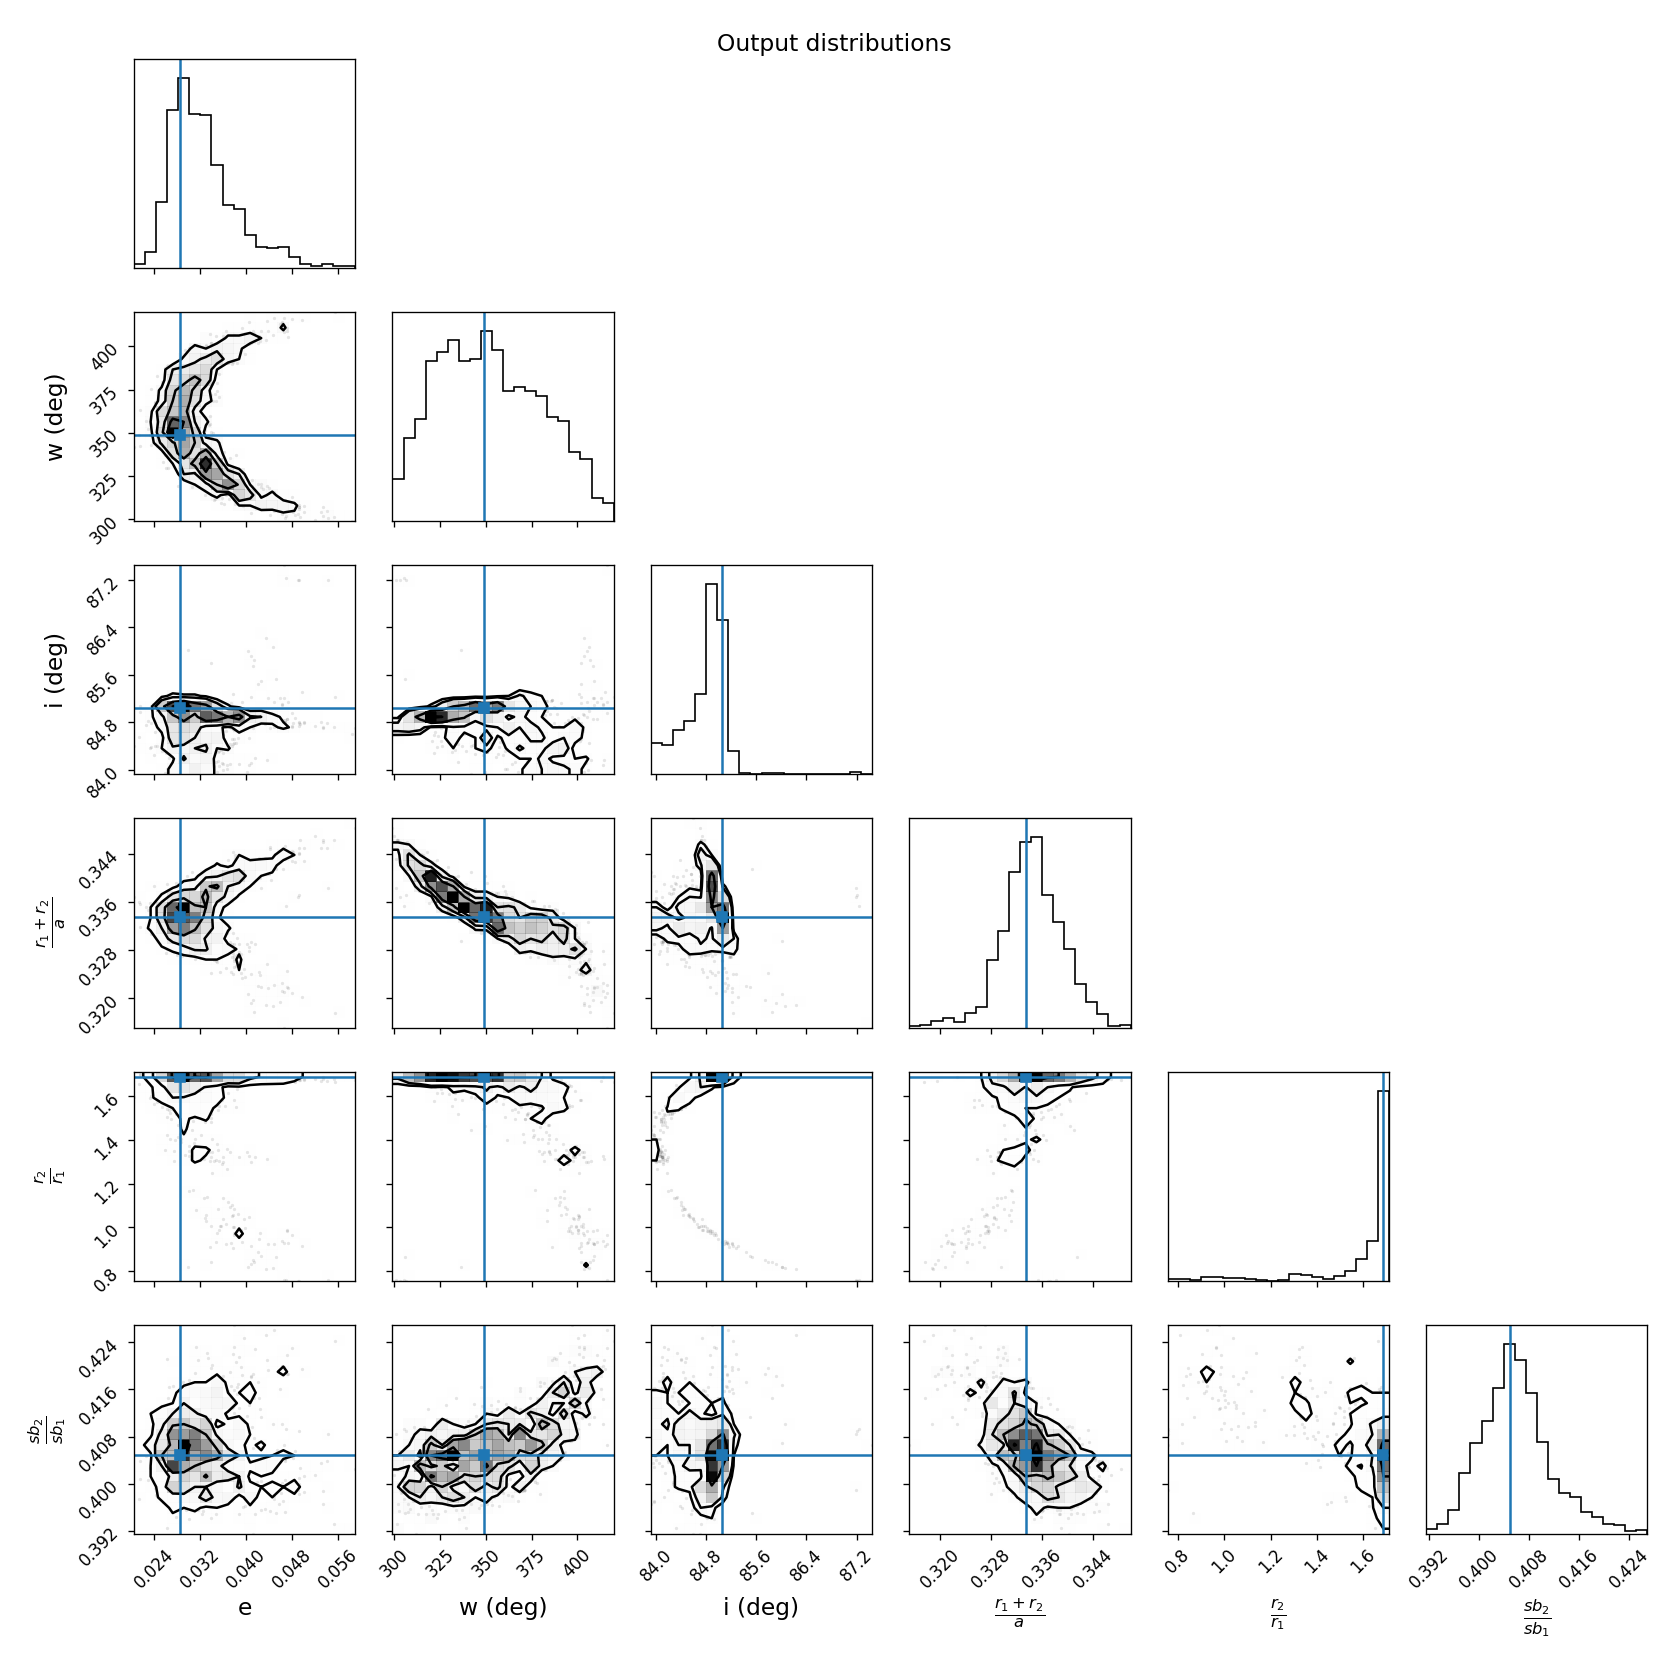 Output distributions
w (deg)
400
375
350
325
300
i (deg)
87.2
86.4
85.6
84.8
84.0
r₁ + r₂
a
0.344
0.336
0.328
0.320
r₂
r₁
1.6
1.4
1.2
1.0
0.8
sb₂
sb₁
0.424
0.416
0.408
0.400
0.392
0.024 0.032 0.040 0.048 0.056 300 325 350 375 400 84.0 84.8 85.6 86.4 87.2 0.320 0.328 0.336 0.344 0.8 1.0 1.2 1.4 1.6 0.392 0.400 0.408 0.416 0.424
e w (deg) i (deg) r₁ + r₂ r₂ sb₂
a r₁ sb₁